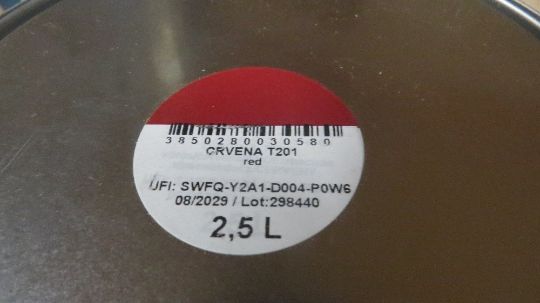 3850280030580
CRVENA T201
red
UFI: SWFQ-Y2A1-D004-P0W6
08/2029 / Lot:298440
2,5 L